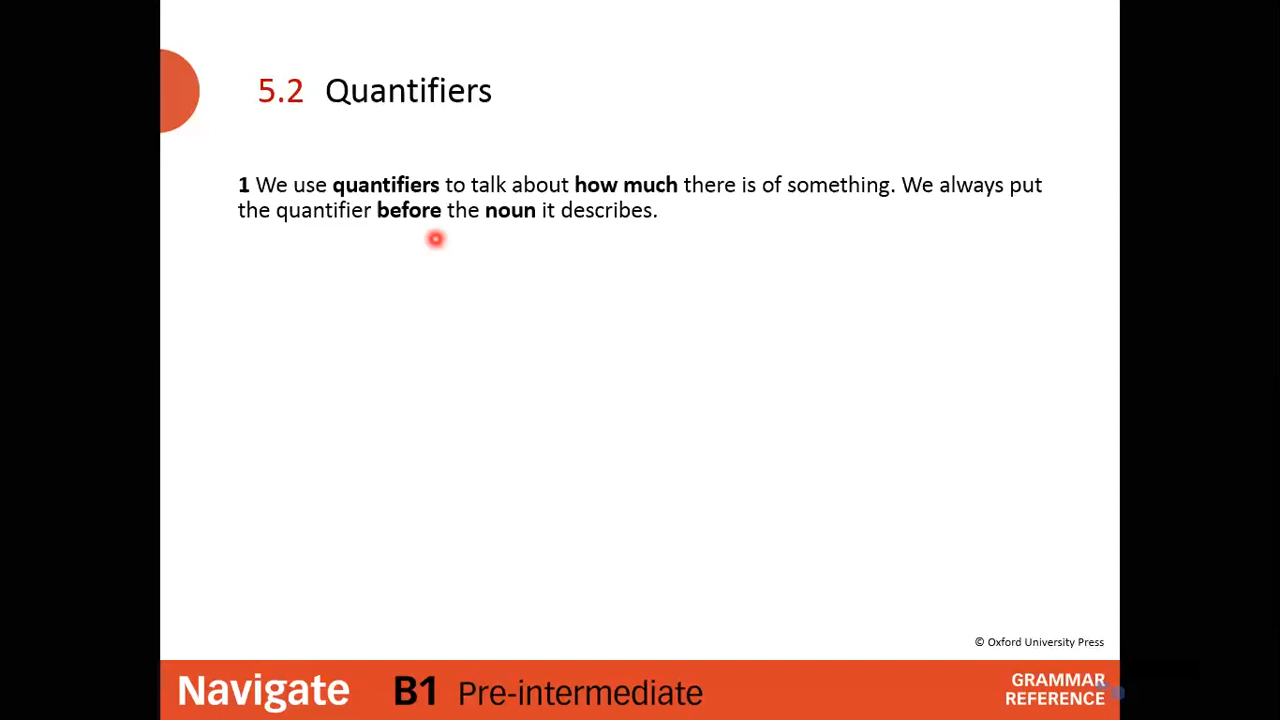 5.2 Quantifiers
1 We use quantifiers to talk about how much there is of something. We always put
the quantifier before the noun it describes.
© Oxford University Press
Navigate B1 Pre-intermediate
GRAMMAR
REFERENCE